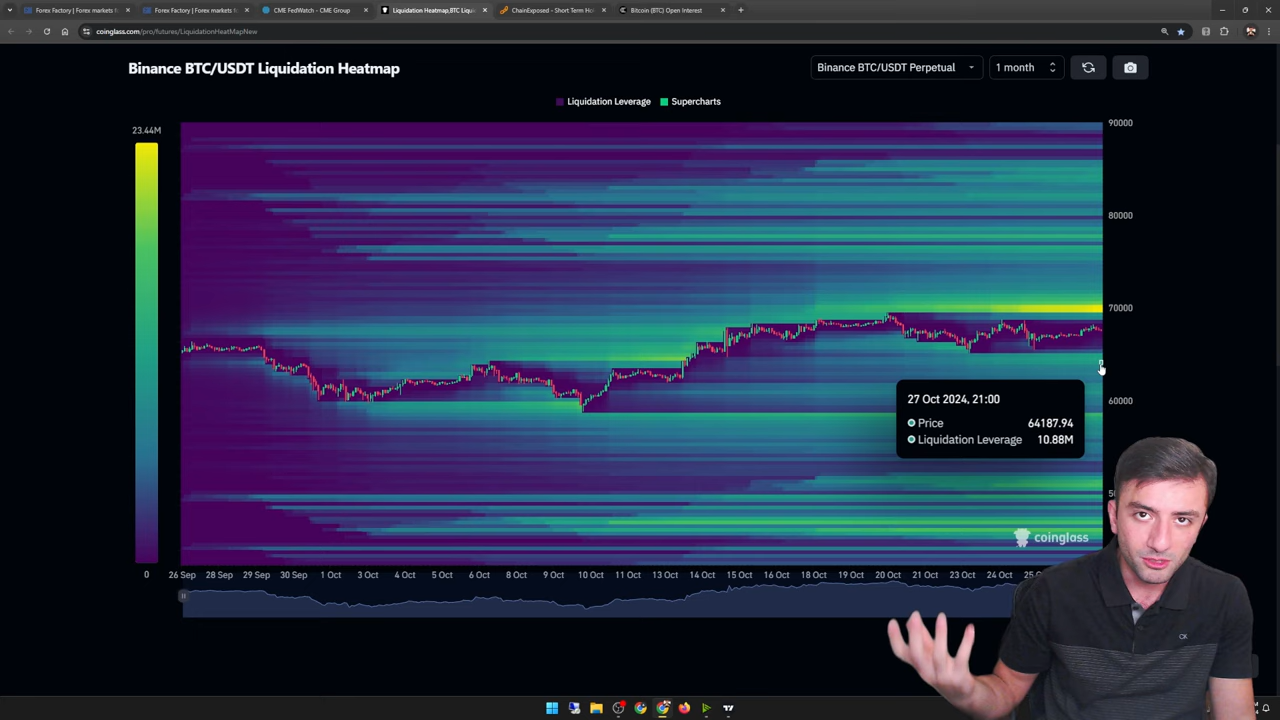 Forex Factory | Forex markets f
Forex Factory | Forex markets f
CME FedWatch - CME Group
Liquidation Heatmap,BTC Liqu
ChainExposed - Short Term Ho
Bitcoin (BTC) Open Interest
coinglass.com/pro/futures/LiquidationHeatMapNew
Binance BTC/USDT Liquidation Heatmap
Binance BTC/USDT Perpetual
1 month
Liquidation Leverage
Supercharts
23.44M
0
90000
80000
70000
60000
27 Oct 2024, 21:00
Price 64187.94
Liquidation Leverage 10.88M
coinglass
26 Sep 28 Sep 29 Sep 30 Sep 1 Oct 3 Oct 4 Oct 6 Oct 7 Oct 9 Oct 10 Oct 11 Oct 13 Oct 14 Oct 15 Oct 16 Oct 18 Oct 20 Oct 21 Oct 23 Oct 24 Oct 25
CK